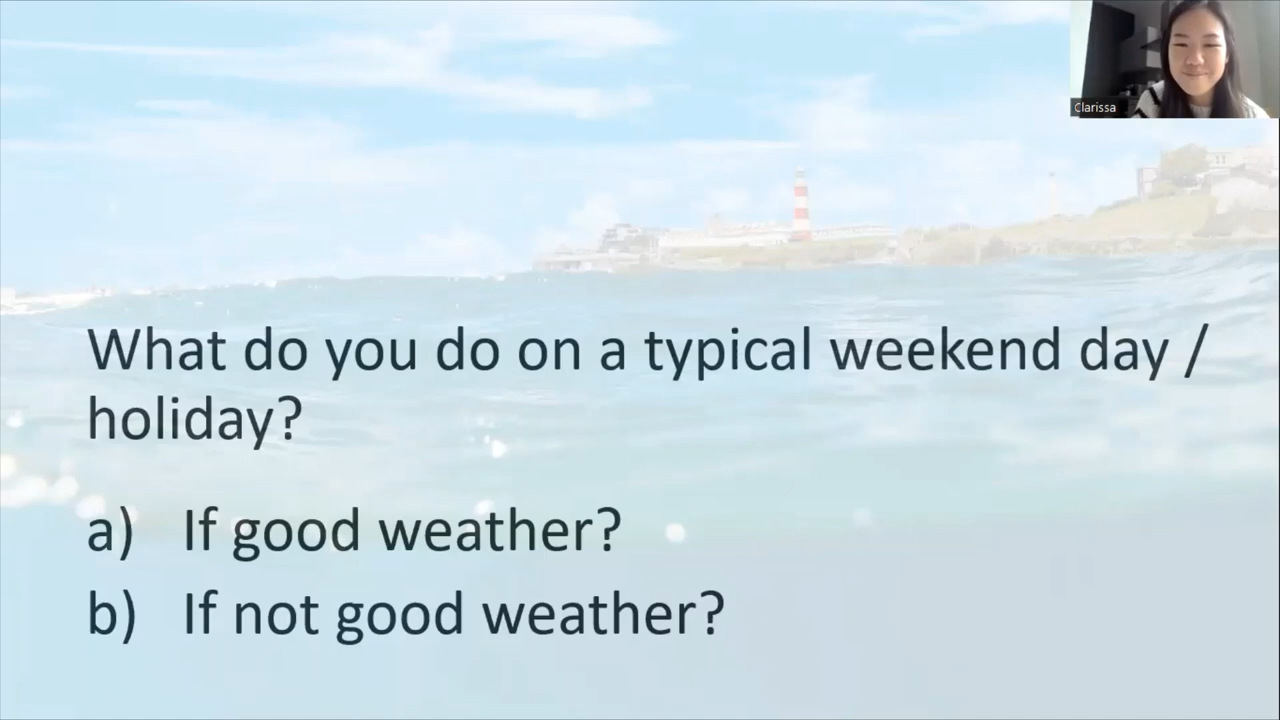 Clarissa
What do you do on a typical weekend day /
holiday?
a) If good weather?
b) If not good weather?